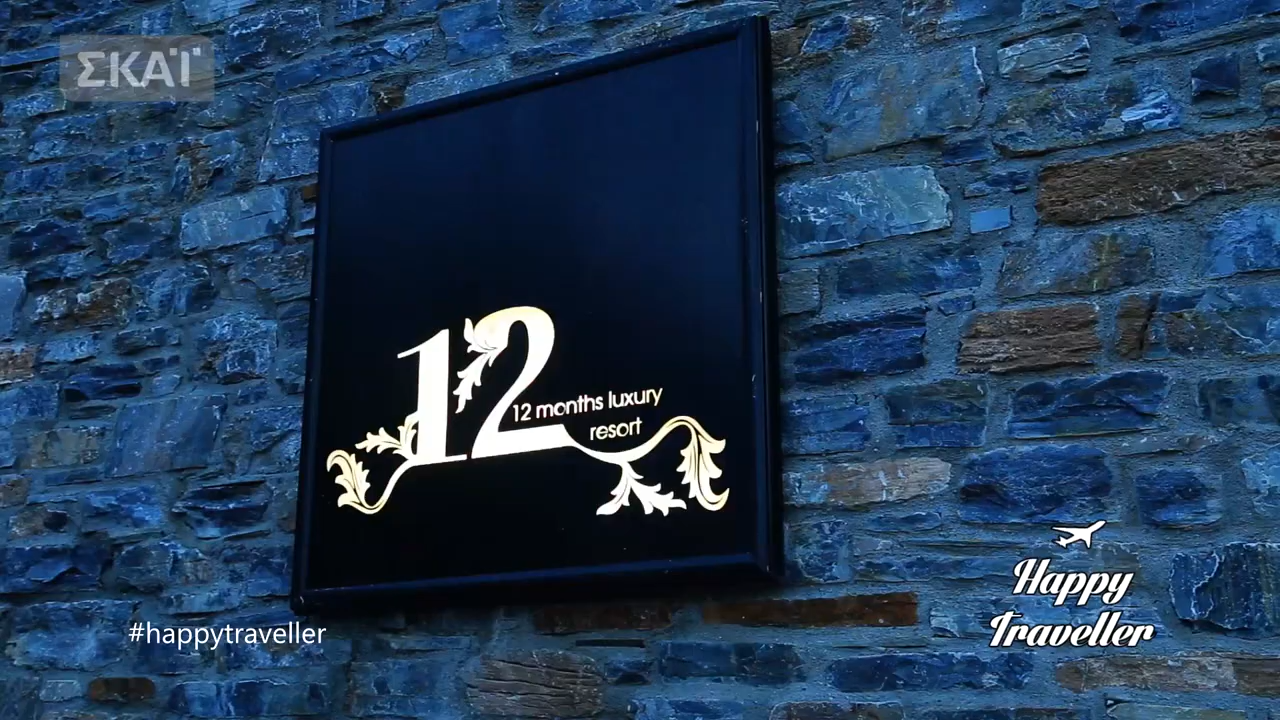 ΣΚΑΪ
12
12 months luxury
resort
Happy
Traveller
#happytraveller